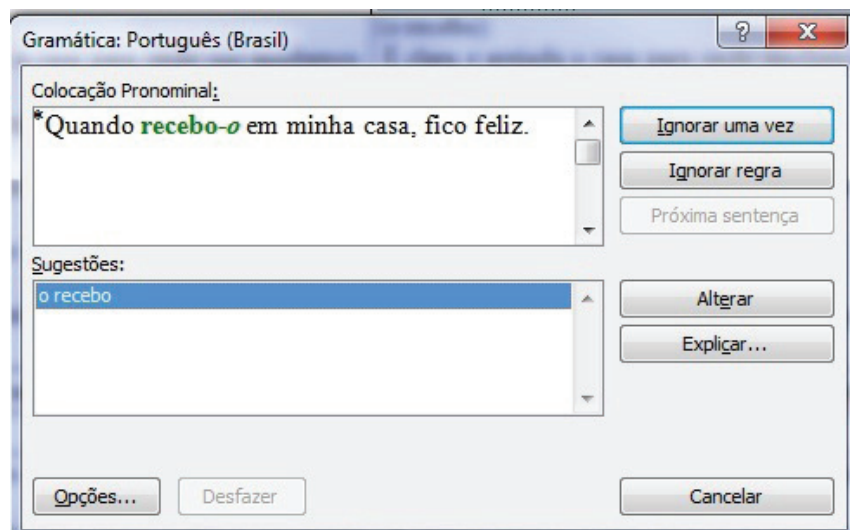 Gramática: Português (Brasil)
Colocação Pronominal:
*Quando recebo-o em minha casa, fico feliz.
Ignorar uma vez
Ignorar regra
Próxima sentença
Sugestões:
o recebo
Alterar
Explicar...
Opções...
Desfazer
Cancelar